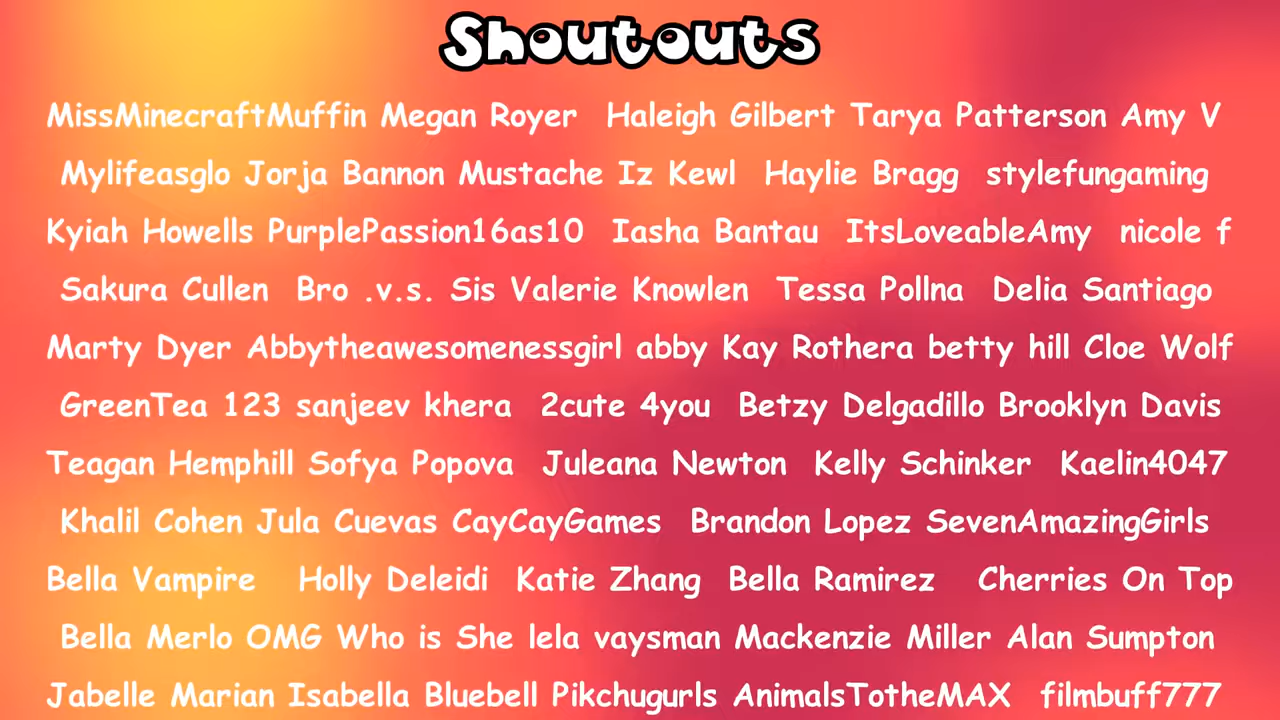 Shoutouts
MissMinecraftMuffin Megan Royer Haleigh Gilbert Tarya Patterson Amy V
Mylifeasglo Jorja Bannon Mustache Iz Kewl Haylie Bragg stylefungaming
Kyiah Howells PurplePassion16as10 Iasha Bantau ItsLoveableAmy nicole f
Sakura Cullen Bro .v.s. Sis Valerie Knowlen Tessa Pollna Delia Santiago
Marty Dyer Abbytheawesomenessgirl abby Kay Rothera betty hill Cloe Wolf
GreenTea 123 sanjeev khera 2cute 4you Betzy Delgadillo Brooklyn Davis
Teagan Hemphill Sofya Popova Juleana Newton Kelly Schinker Kaelin4047
Khalil Cohen Jula Cuevas CayCayGames Brandon Lopez SevenAmazingGirls
Bella Vampire Holly Deleidi Katie Zhang Bella Ramirez Cherries On Top
Bella Merlo OMG Who is She lela vaysman Mackenzie Miller Alan Sumpton
Jabelle Marian Isabella Bluebell Pikchugurls AnimalsTotheMAX filmbuff777